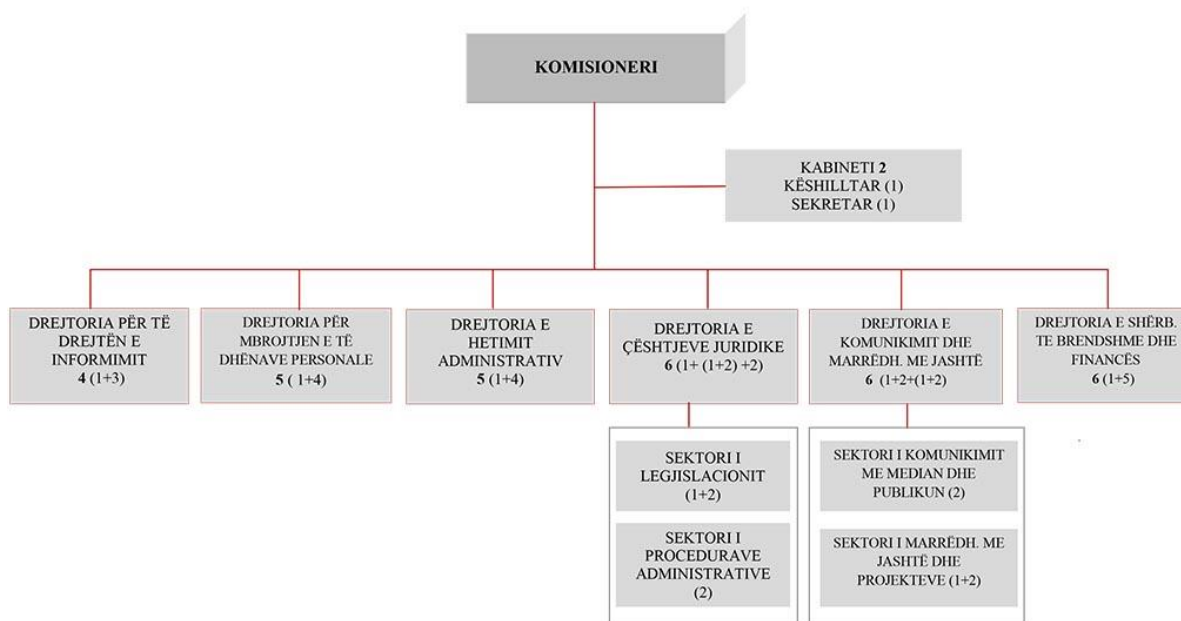 KOMISIONERI
KABINETI 2
KËSHILLTAR (1)
SEKRETAR (1)
DREJTORIA PËR TË
DREJTËN E
INFORMIMIT
4 (1+3)
DREJTORIA PËR
MBROJTJEN E TË
DHËNAVE PERSONALE
5 ( 1+4)
DREJTORIA E
HETIMIT
ADMINISTRATIV
5 (1+4)
DREJTORIA E
ÇËSHTJEVE JURIDIKE
6 (1+ (1+2) +2)
DREJTORIA E
KOMUNIKIMIT DHE
MARRËDH. ME JASHTË
6 (1+2+(1+2)
DREJTORIA E SHËRB.
TE BRENDSHME DHE
FINANCËS
6 (1+5)
SEKTORI I
LEGJISLACIONIT
(1+2)
SEKTORI I
PROCEDURAVE
ADMINISTRATIVE
(2)
SEKTORI I KOMUNIKIMIT
ME MEDIAN DHE
PUBLIKUN (2)
SEKTORI I MARRËDH. ME
JASHTË DHE
PROJEKTEVE (1+2)